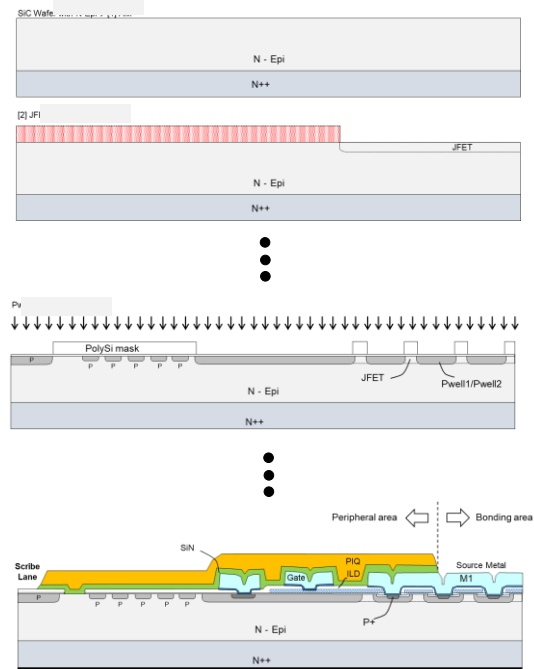 SiC Wafe
N - Epi
N++
[2] JF
JFET
N - Epi
N++
PolySi mask
P
P P P P P
JFET
Pwell1/Pwell2
N - Epi
N++
Peripheral area
Bonding area
SiN
PIQ
Scribe
Lane
Source Metal
Gate
ILD
M1
P
P P P P P
P+
N - Epi
N++